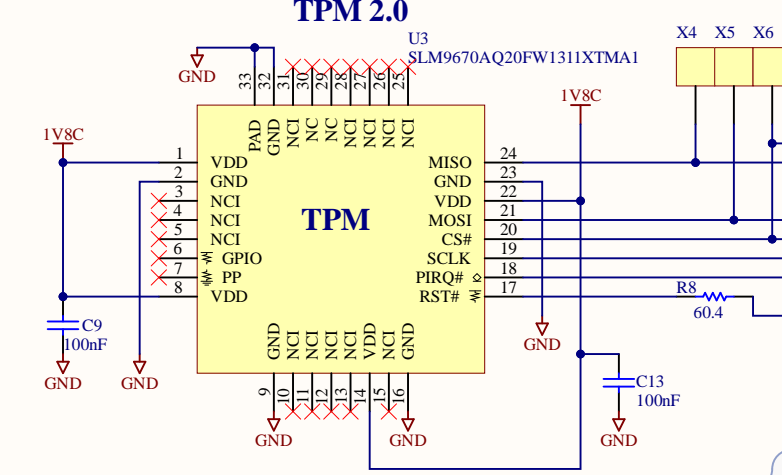 TPM 2.0
U3
SLM9670AQ20FW1311XTMA1
X4 X5 X6
GND
33 32 31 30 29 28 27 26 25
PAD GND NCI NC NC NCI NCI NCI NCI
1V8C
1V8C
1 VDD
2 GND
3 NCI
4 NCI
5 NCI
6 GPIO
7 PP
8 VDD
TPM
MISO 24
GND 23
VDD 22
MOSI 21
CS# 20
SCLK 19
PIRQ# 18
RST# 17
R8
60.4
C9
100nF
GND
GND
GND NCI NCI NCI NCI VDD NCI GND
9 10 11 12 13 14 15 16
GND
GND
GND
C13
100nF
GND